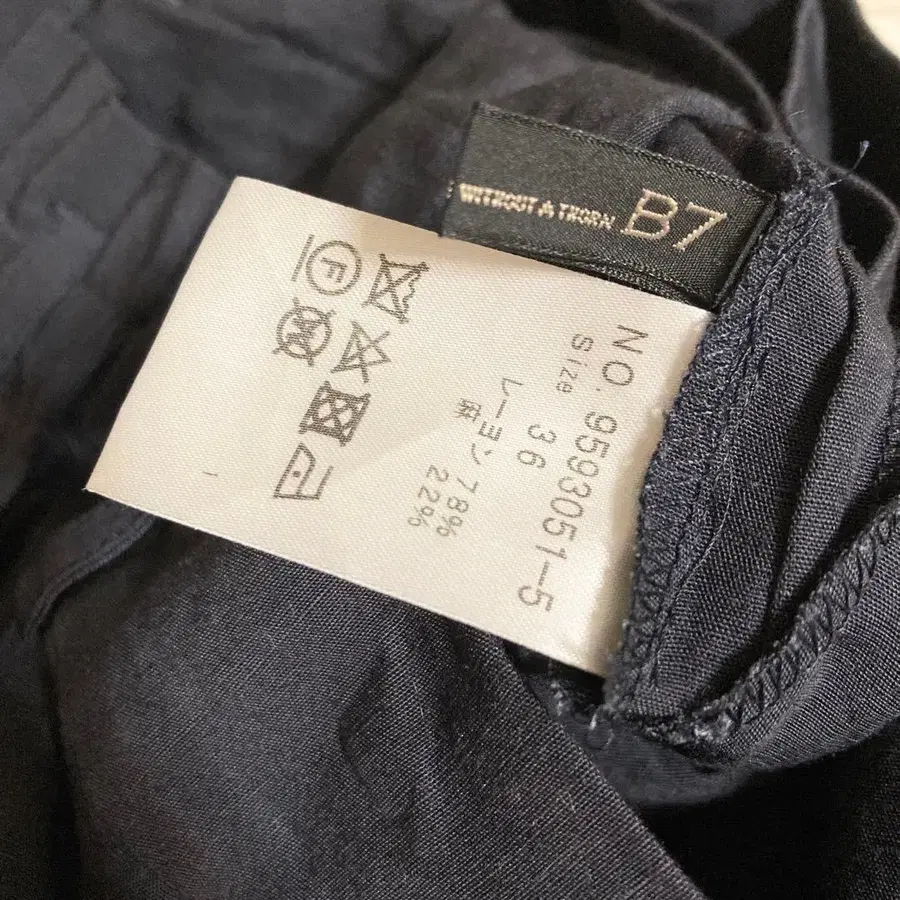 WITHOUT A THORN B7
NO. 9593051-5
Size 36
レーヨン 78%
麻 22%
F
W